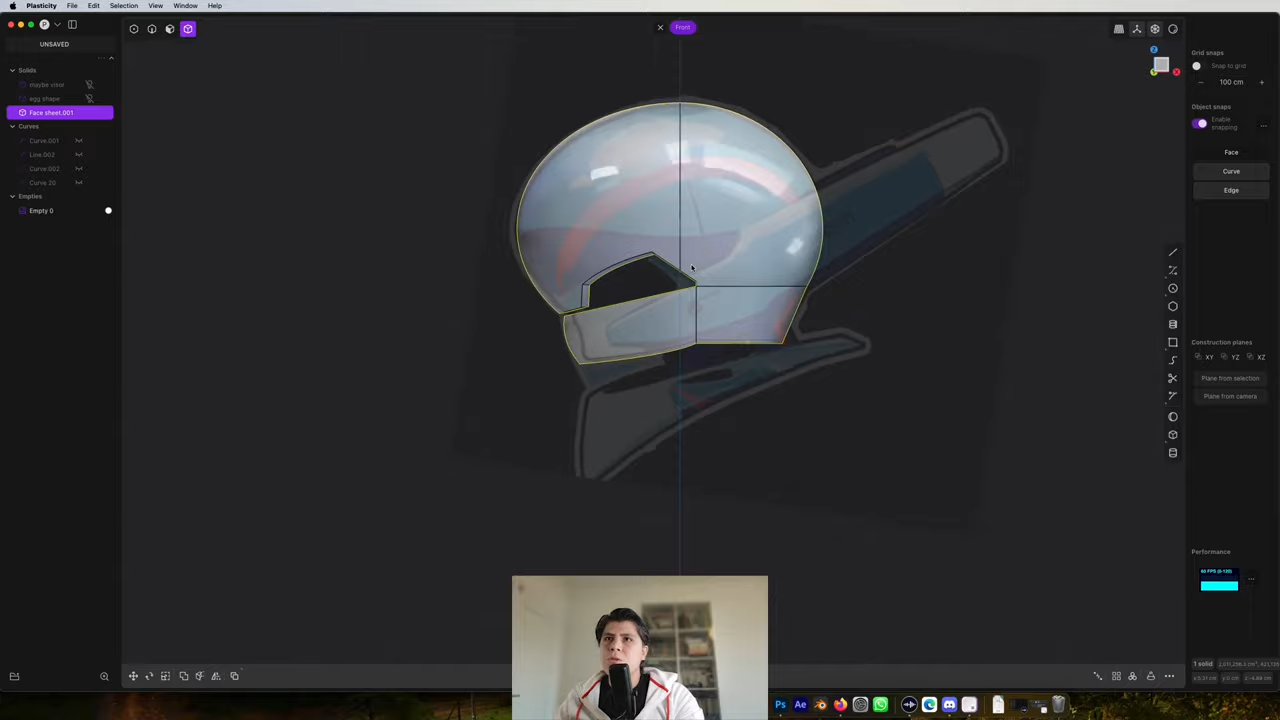 Plasticity File Edit Selection View Window Help
UNSAVED
Front
Solids
maybe visor
egg shape
Face sheet.001
Curves
Curve.001
Line.002
Curve.002
Curve 20
Empties
Empty 0
Grid snaps
Snap to grid
− 100 cm +
Object snaps
Enable
snapping
Face
Curve
Edge
Construction planes
XY YZ XZ
Plane from selection
Plane from camera
Performance
1 solid
Ps Ae